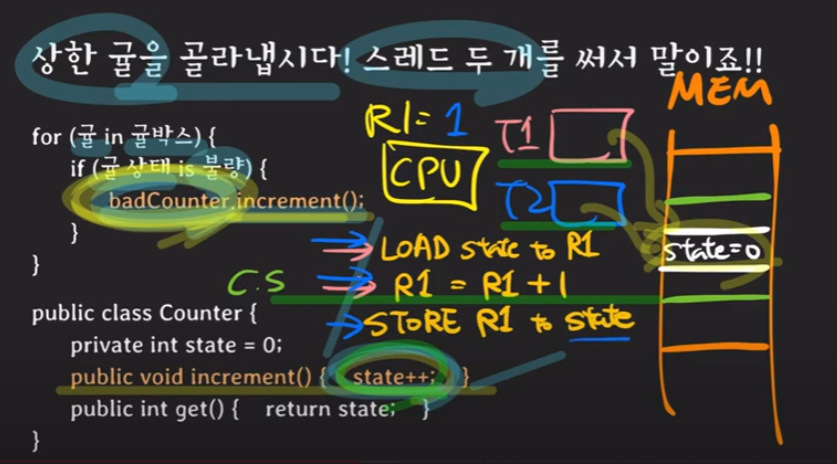 상한 귤을 골라냅시다! 스레드 두 개를 써서 말이죠!!
MEM
for (귤 in 귤박스) {
if (귤 상태 is 불량) {
badCounter.increment();
}
}
R1= 1
CPU
T1
T2
LOAD state to R1
R1 = R1 + 1
STORE R1 to state
C.S
state=0
public class Counter {
private int state = 0;
public void increment() { state++; }
public int get() { return state; }
}